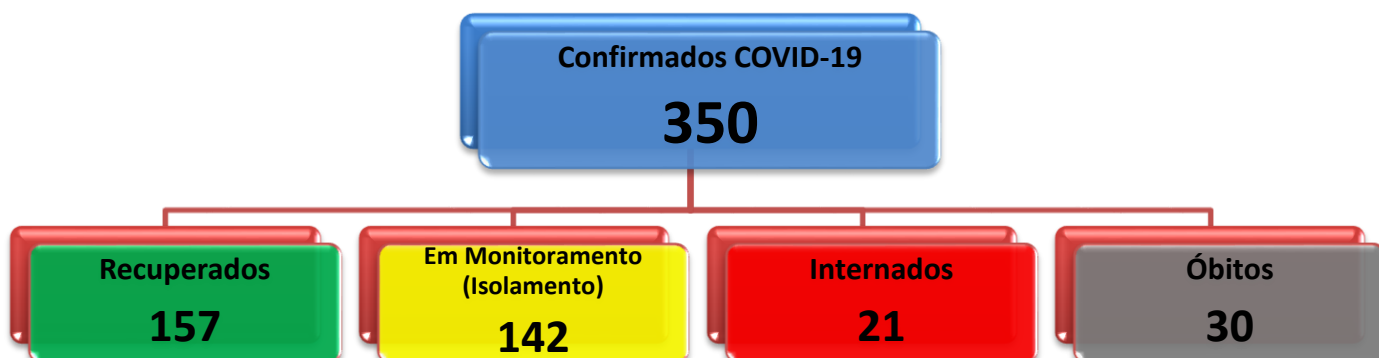 Confirmados COVID-19
350
Recuperados
157
Em Monitoramento
(Isolamento)
142
Internados
21
Óbitos
30